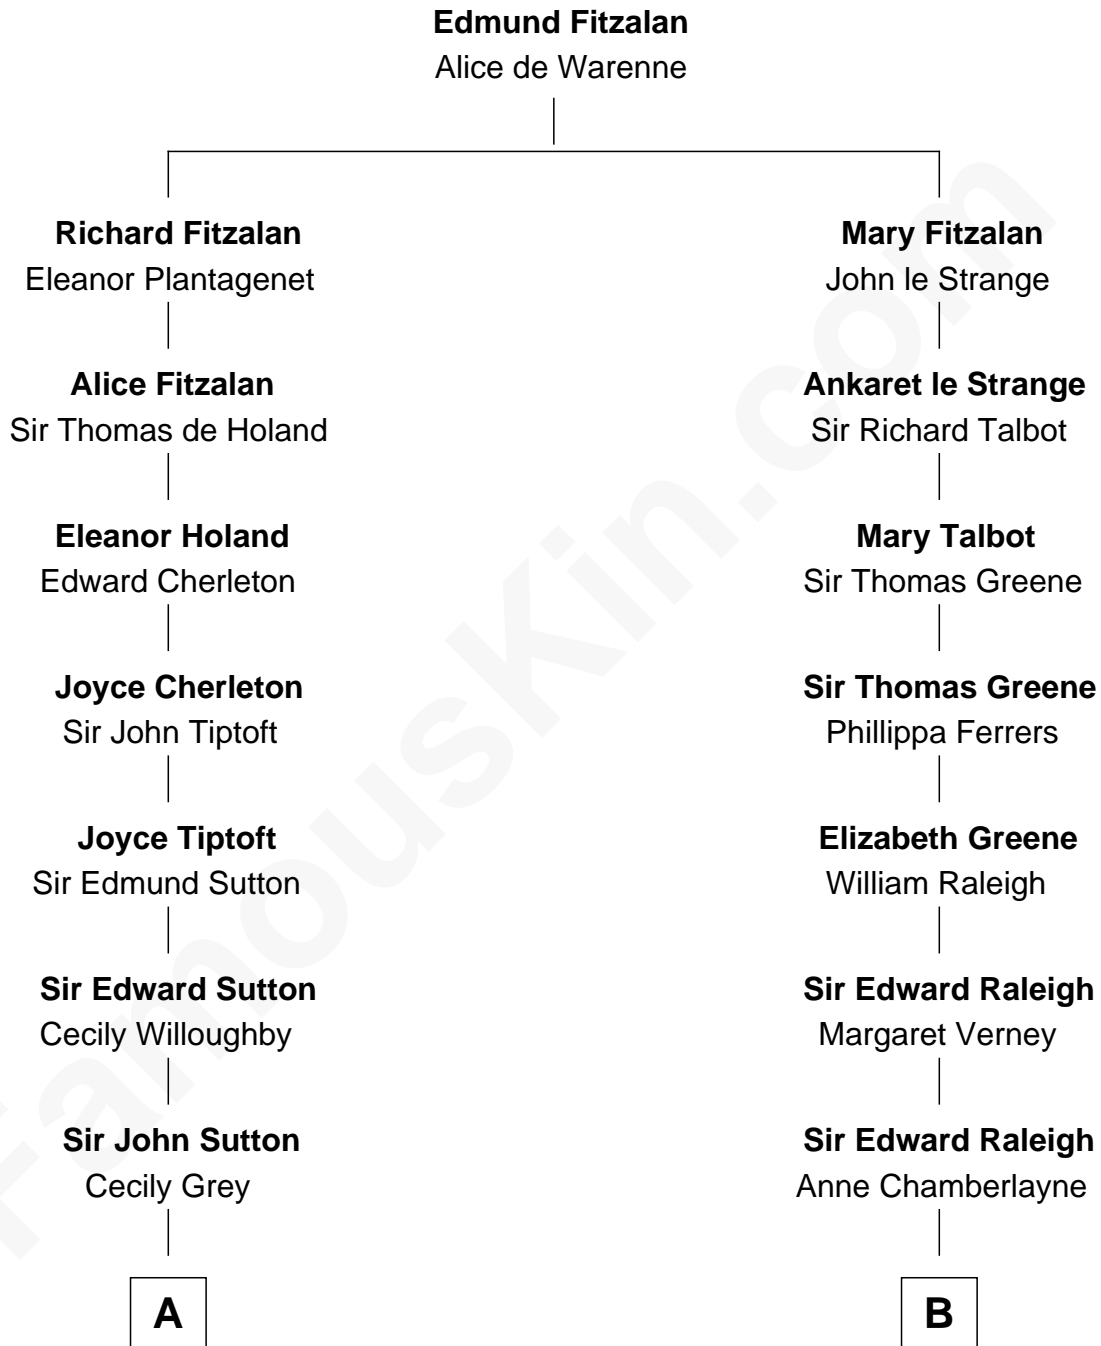 Edmund Fitzalan
Alice de Warenne
Richard Fitzalan
Eleanor Plantagenet
Mary Fitzalan
John le Strange
Alice Fitzalan
Sir Thomas de Holand
Ankaret le Strange
Sir Richard Talbot
Eleanor Holand
Edward Cherleton
Mary Talbot
Sir Thomas Greene
Joyce Cherleton
Sir John Tiptoft
Sir Thomas Greene
Phillippa Ferrers
Joyce Tiptoft
Sir Edmund Sutton
Elizabeth Greene
William Raleigh
Sir Edward Sutton
Cecily Willoughby
Sir Edward Raleigh
Margaret Verney
Sir John Sutton
Cecily Grey
Sir Edward Raleigh
Anne Chamberlayne
A
B
FamousKin.com